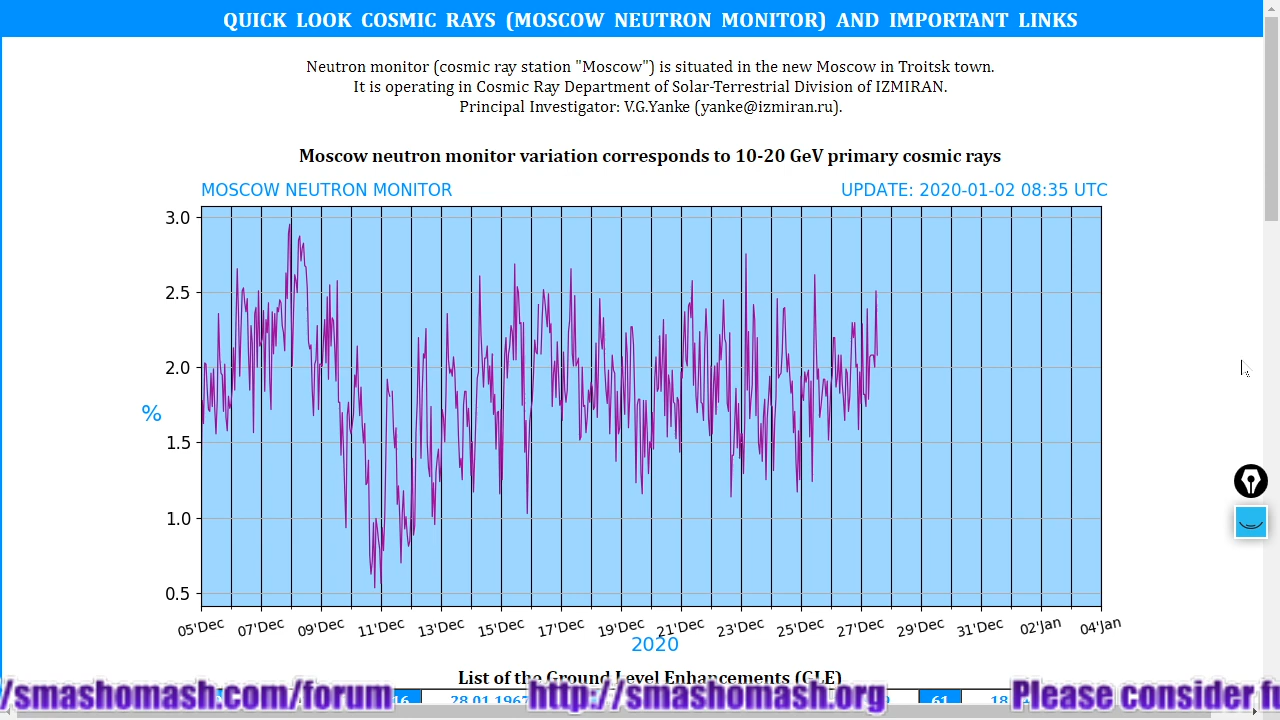 QUICK LOOK COSMIC RAYS (MOSCOW NEUTRON MONITOR) AND IMPORTANT LINKS
Neutron monitor (cosmic ray station "Moscow") is situated in the new Moscow in Troitsk town.
It is operating in Cosmic Ray Department of Solar-Terrestrial Division of IZMIRAN.
Principal Investigator: V.G.Yanke (yanke@izmiran.ru).
Moscow neutron monitor variation corresponds to 10-20 GeV primary cosmic rays
MOSCOW NEUTRON MONITOR UPDATE: 2020-01-02 08:35 UTC
3.0
2.5
2.0
%
1.5
1.0
0.5
05'Dec 07'Dec 09'Dec 11'Dec 13'Dec 15'Dec 17'Dec 19'Dec 21'Dec 23'Dec 25'Dec 27'Dec 29'Dec 31'Dec 02'Jan 04'Jan
2020
List of the Ground Level Enhancements (GLE)
16 28.01.1967 61 18
/smashomash.com/forum http://smashomash.org Please consider